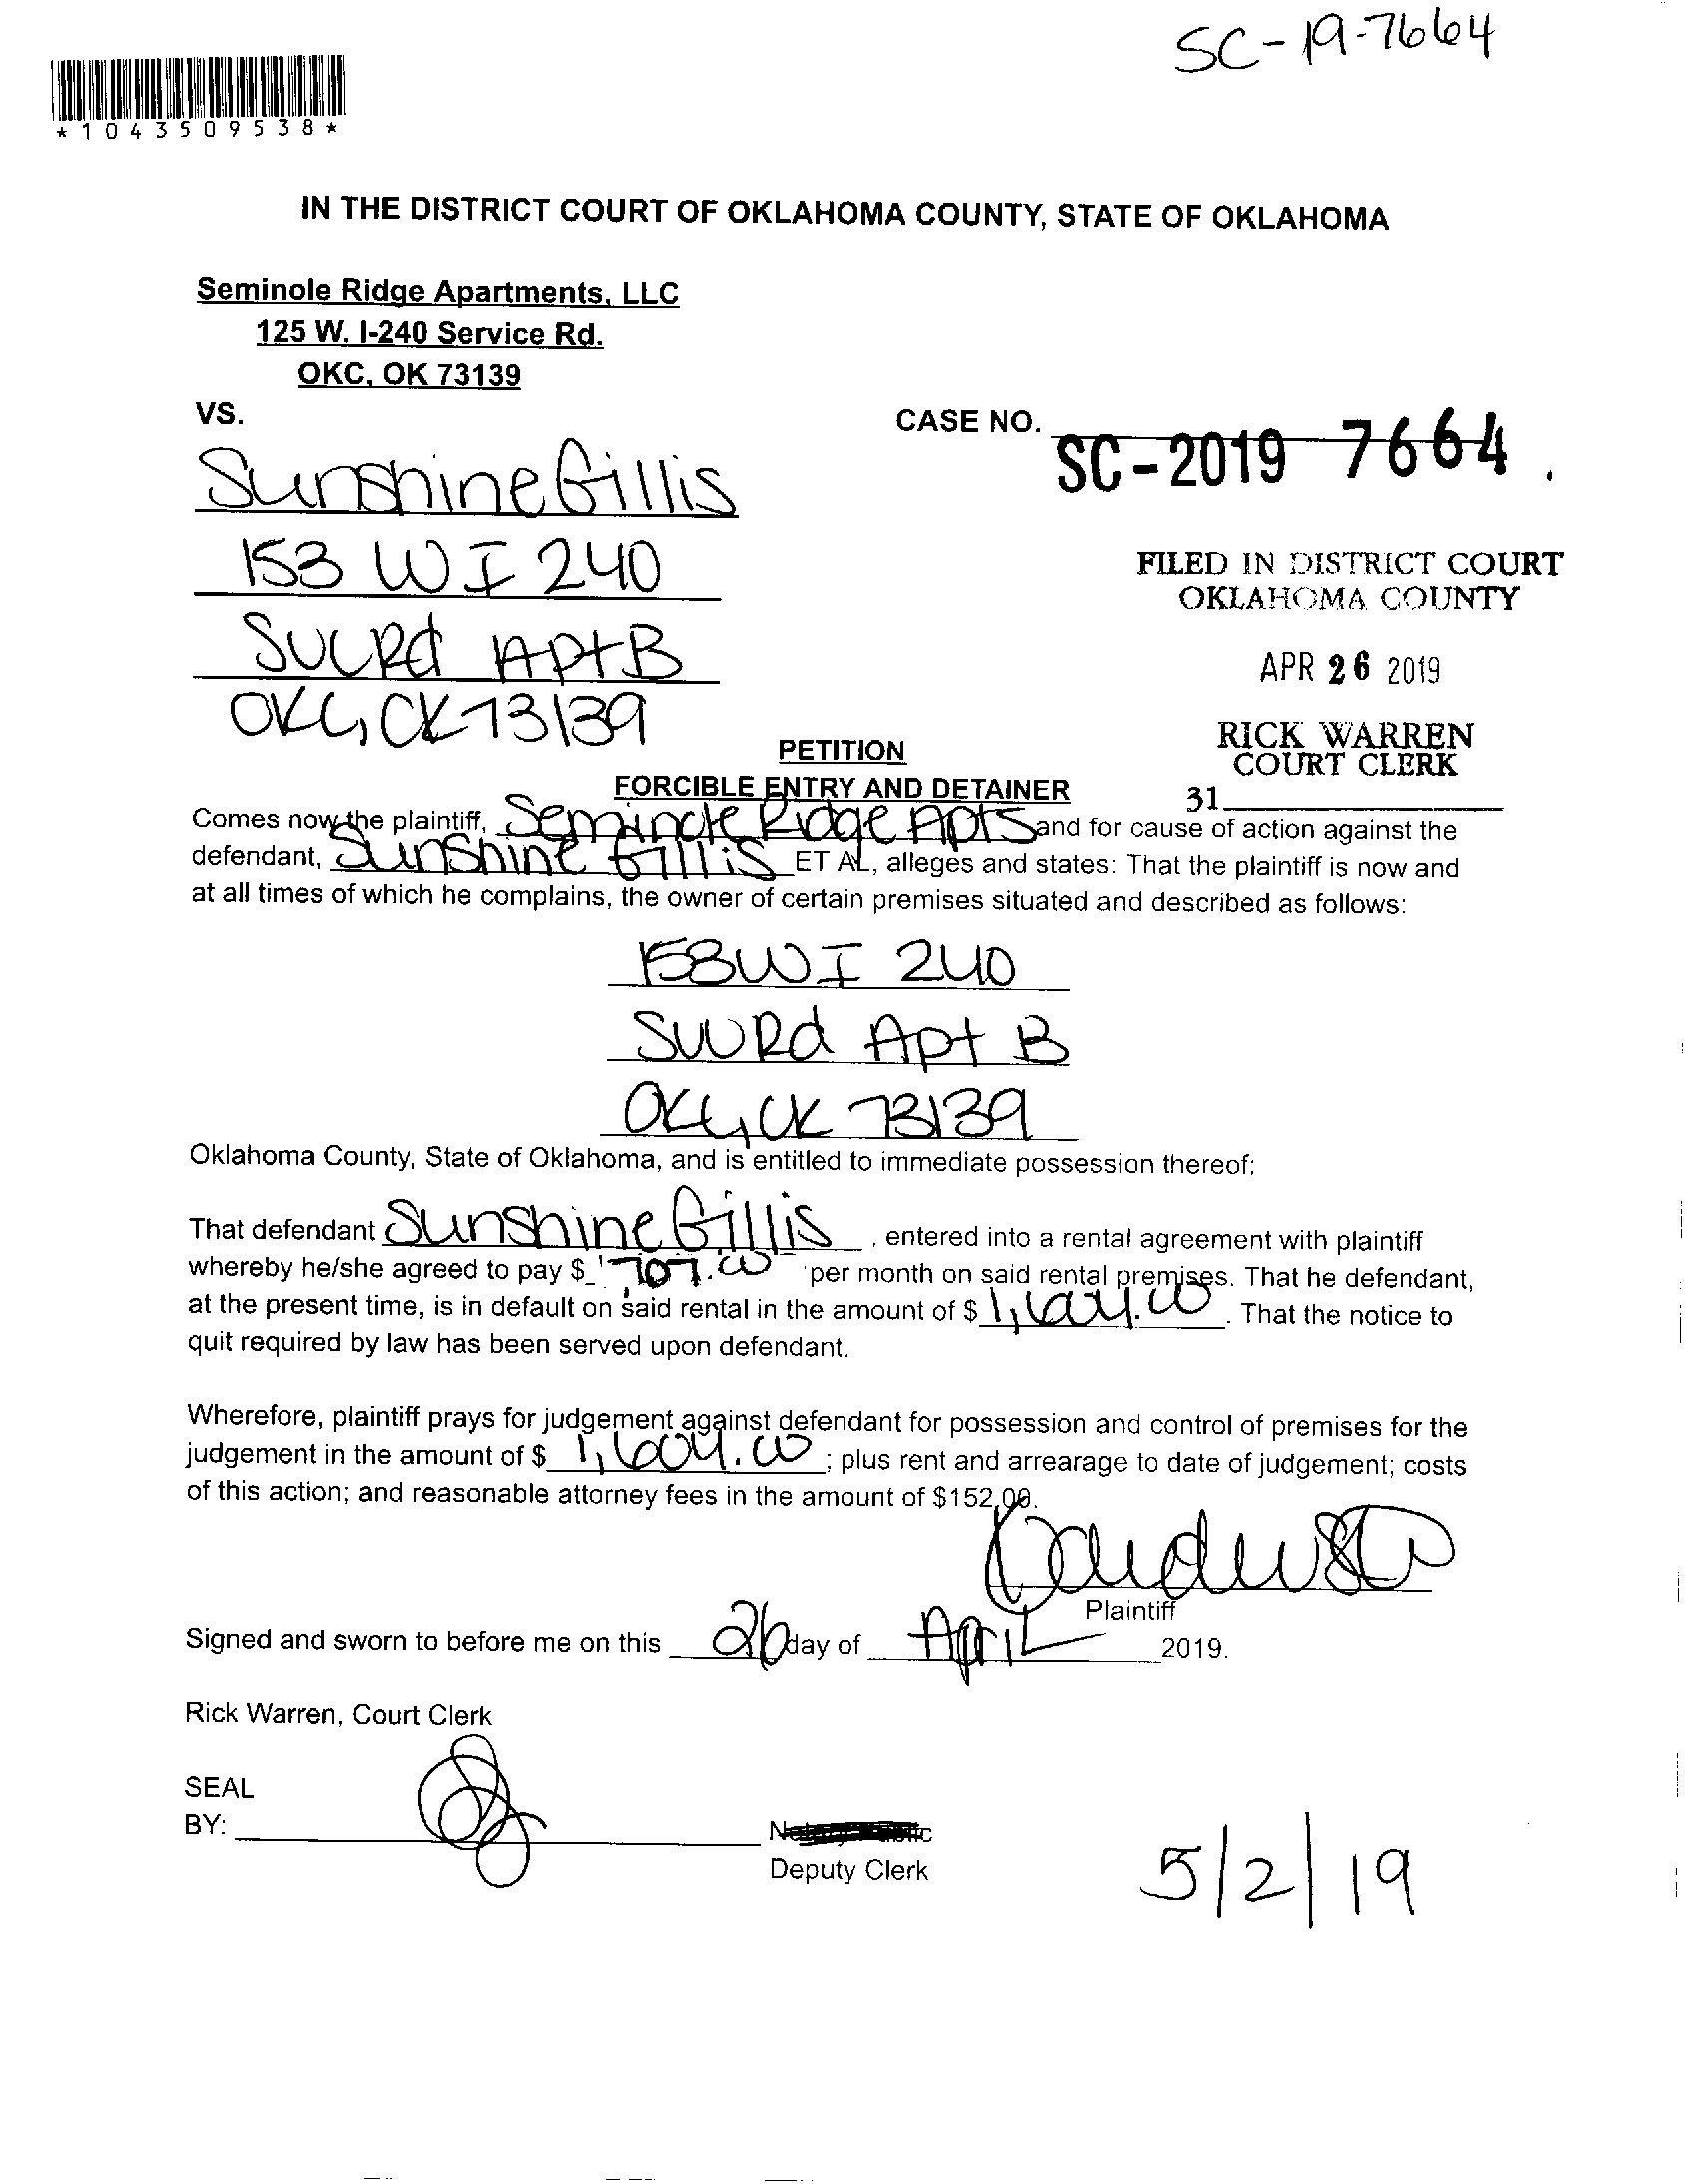 SC-19-7664
*1043509538*
IN THE DISTRICT COURT OF OKLAHOMA COUNTY, STATE OF OKLAHOMA
Seminole Ridge Apartments, LLC
125 W. I-240 Service Rd.
OKC, OK 73139
VS.
CASE NO. SC-2019 7664
Sunshine Gillis
153 W I 240
FILED IN DISTRICT COURT
OKLAHOMA COUNTY
Apt B
APR 26 2019
OKC, OK 73139
RICK WARREN
COURT CLERK
31
PETITION
FORCIBLE ENTRY AND DETAINER
Comes now the plaintiff, Seminole Ridge Apts and for cause of action against the
defendant, Sunshine Gillis ET AL, alleges and states: That the plaintiff is now and
at all times of which he complains, the owner of certain premises situated and described as follows:
153 W I 240
Apt B
OKC, OK 73139
Oklahoma County, State of Oklahoma, and is entitled to immediate possession thereof;
That defendant Sunshine Gillis, entered into a rental agreement with plaintiff
whereby he/she agreed to pay $ 707.00 per month on said rental premises. That he defendant,
at the present time, is in default on said rental in the amount of $ 1,604.00. That the notice to
quit required by law has been served upon defendant.
Wherefore, plaintiff prays for judgement against defendant for possession and control of premises for the
judgement in the amount of $ 1,604.00; plus rent and arrearage to date of judgement; costs
of this action; and reasonable attorney fees in the amount of $152.00.
Plaintiff
Signed and sworn to before me on this 26 day of April 2019.
Rick Warren, Court Clerk
SEAL
BY:
Deputy Clerk
5/2/19